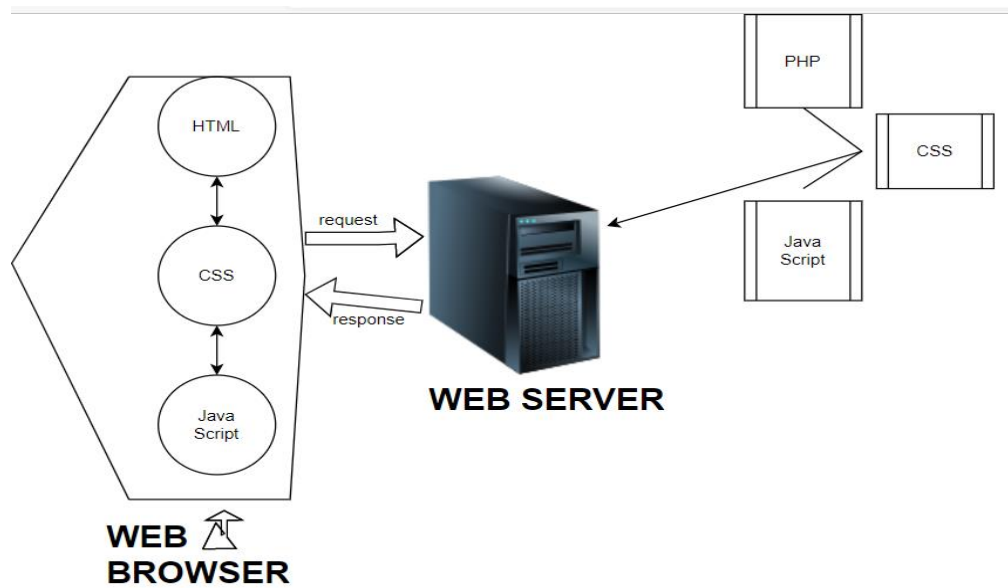 HTML
CSS
Java
Script
WEB
BROWSER
request
response
WEB SERVER
PHP
CSS
Java
Script